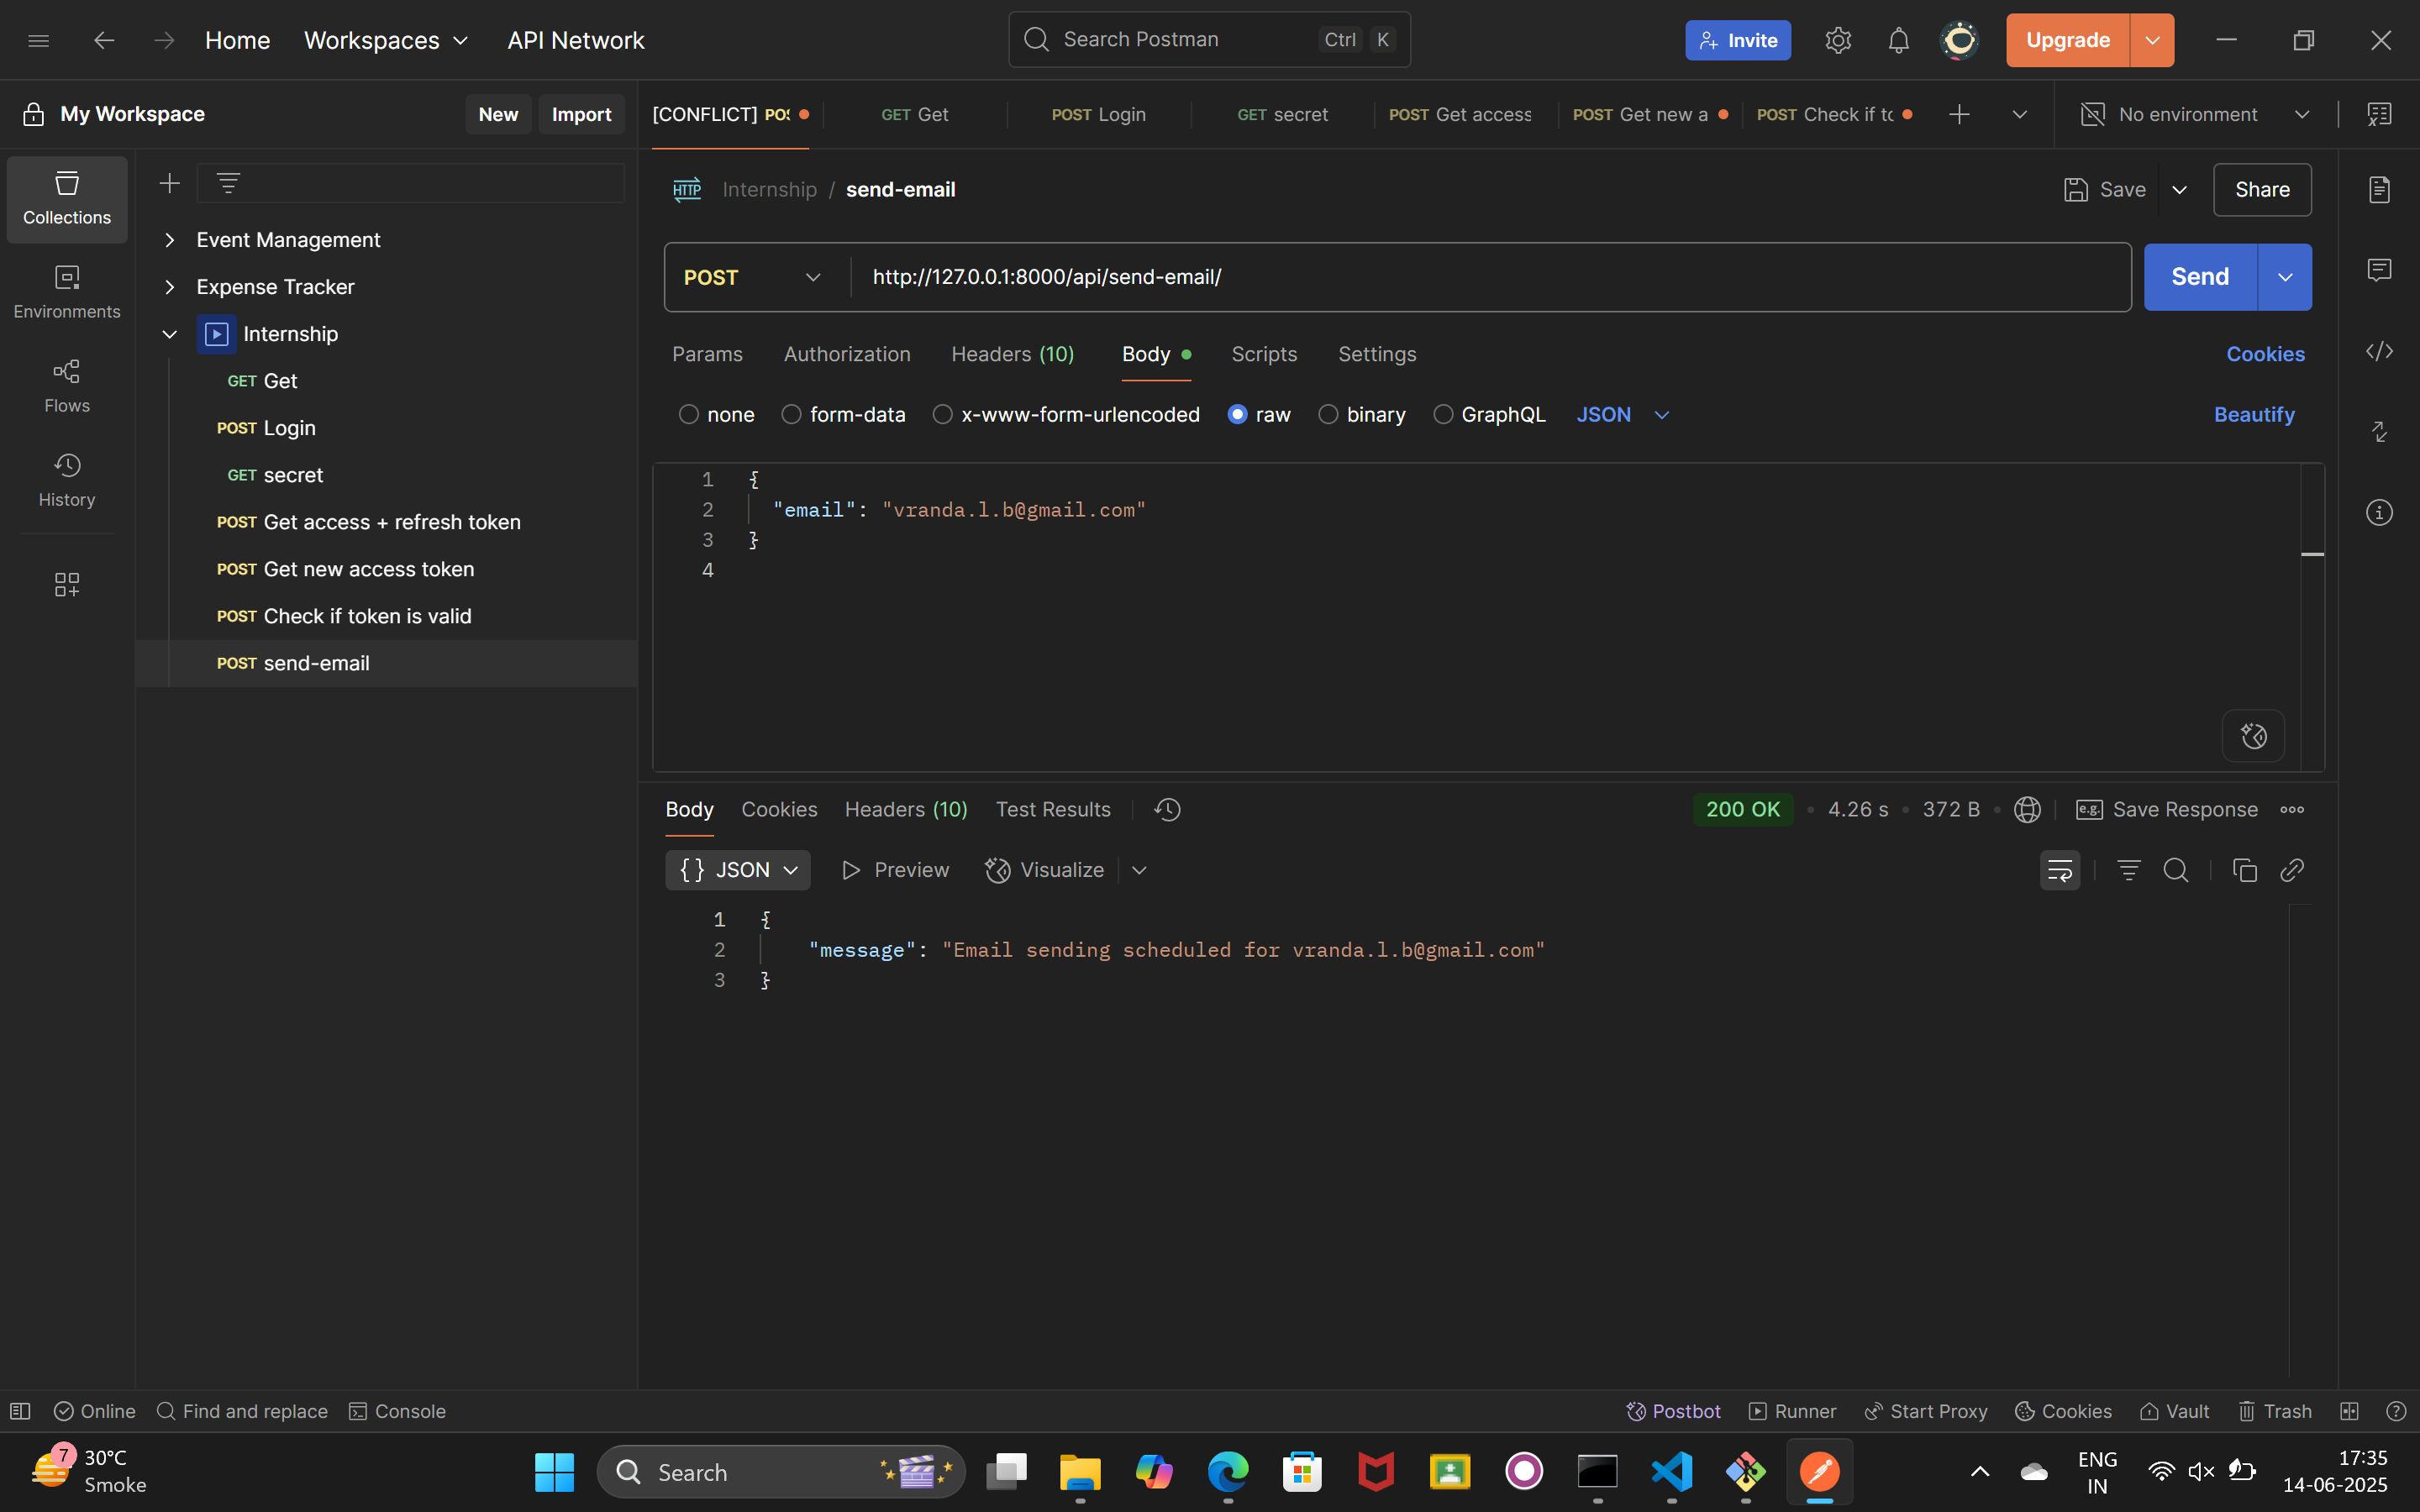 Home Workspaces API Network Search Postman Ctrl K Invite Upgrade
My Workspace New Import [CONFLICT] POS GET Get POST Login GET secret POST Get access POST Get new a POST Check if to No environment
Collections
Environments
Flows
History
Event Management
Expense Tracker
Internship
GET Get
POST Login
GET secret
POST Get access + refresh token
POST Get new access token
POST Check if token is valid
POST send-email
HTTP Internship / send-email Save Share
POST http://127.0.0.1:8000/api/send-email/ Send
Params Authorization Headers (10) Body Scripts Settings Cookies
none form-data x-www-form-urlencoded raw binary GraphQL JSON Beautify
1 {
2 "email": "vranda.l.b@gmail.com"
3 }
4
Body Cookies Headers (10) Test Results 200 OK • 4.26 s • 372 B • e.g. Save Response
{} JSON Preview Visualize
1 {
2 "message": "Email sending scheduled for vranda.l.b@gmail.com"
3 }
Online Find and replace Console Postbot Runner Start Proxy Cookies Vault Trash
7 30°C
Smoke
Search
ENG
IN
17:35
14-06-2025